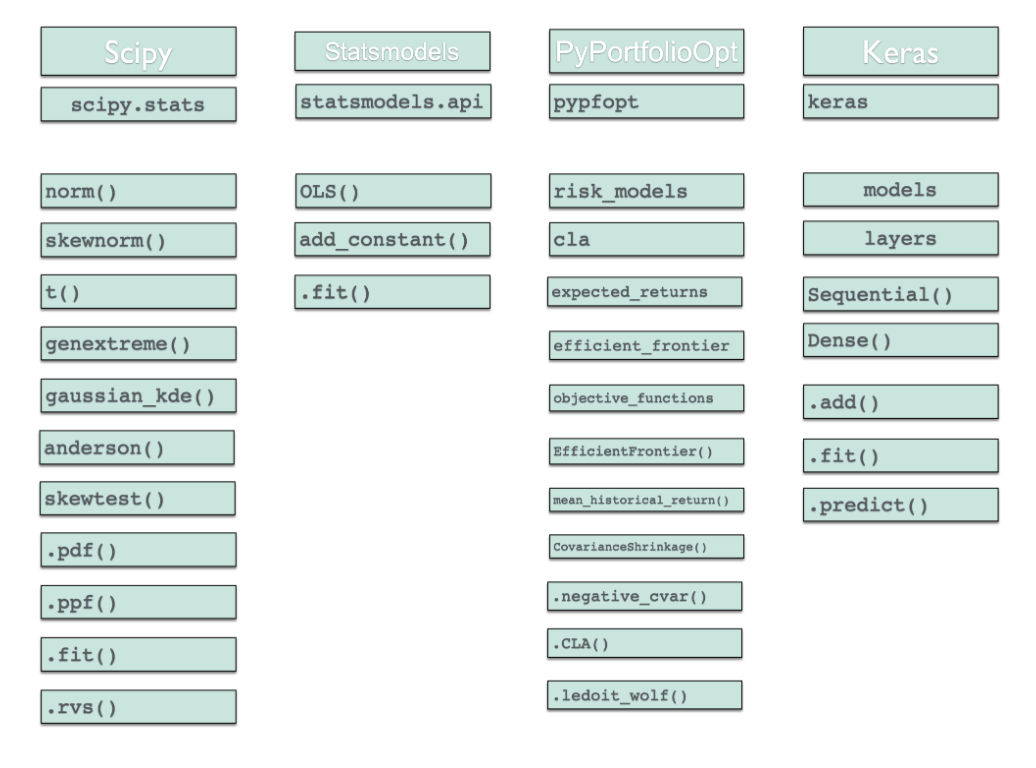 Scipy
scipy.stats
norm()
skewnorm()
t()
genextreme()
gaussian_kde()
anderson()
skewtest()
.pdf()
.ppf()
.fit()
.rvs()
Statsmodels
statsmodels.api
OLS()
add_constant()
.fit()
PyPortfolioOpt
pypfopt
risk_models
cla
expected_returns
efficient_frontier
objective_functions
EfficientFrontier()
mean_historical_return()
CovarianceShrinkage()
.negative_cvar()
.CLA()
.ledoit_wolf()
Keras
keras
models
layers
Sequential()
Dense()
.add()
.fit()
.predict()